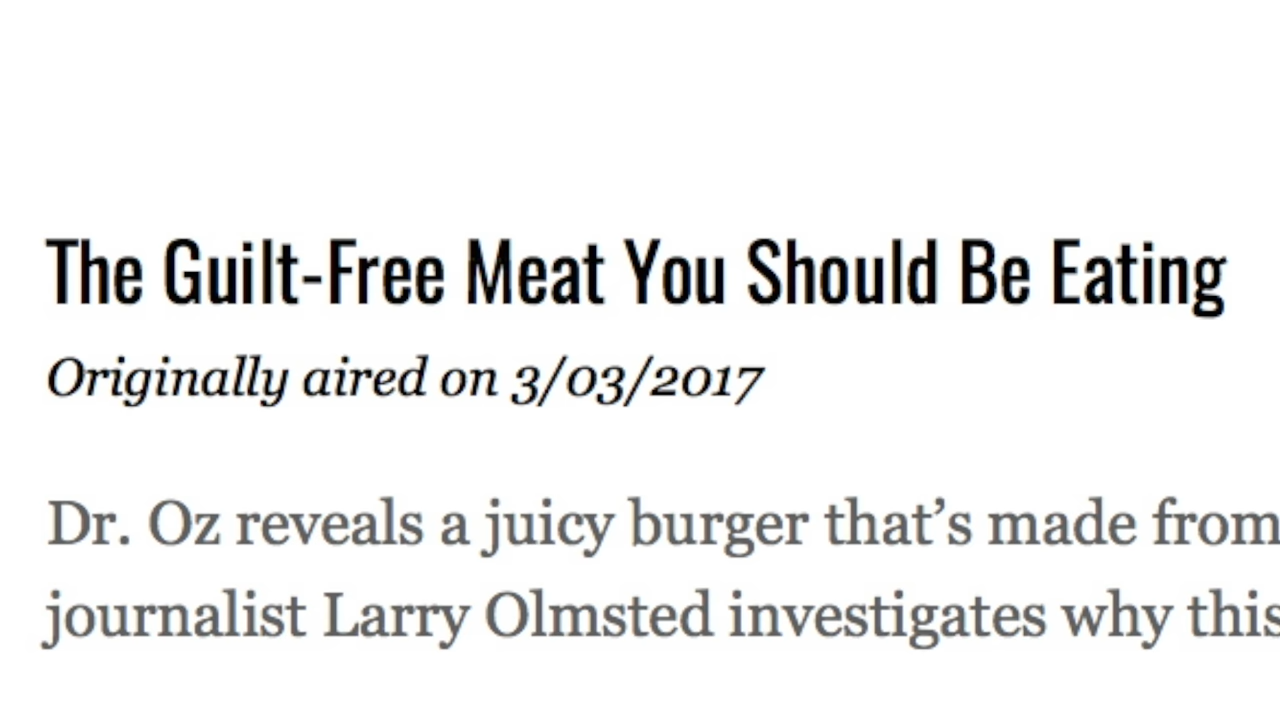 The Guilt-Free Meat You Should Be Eating
Originally aired on 3/03/2017
Dr. Oz reveals a juicy burger that’s made from
journalist Larry Olmsted investigates why this